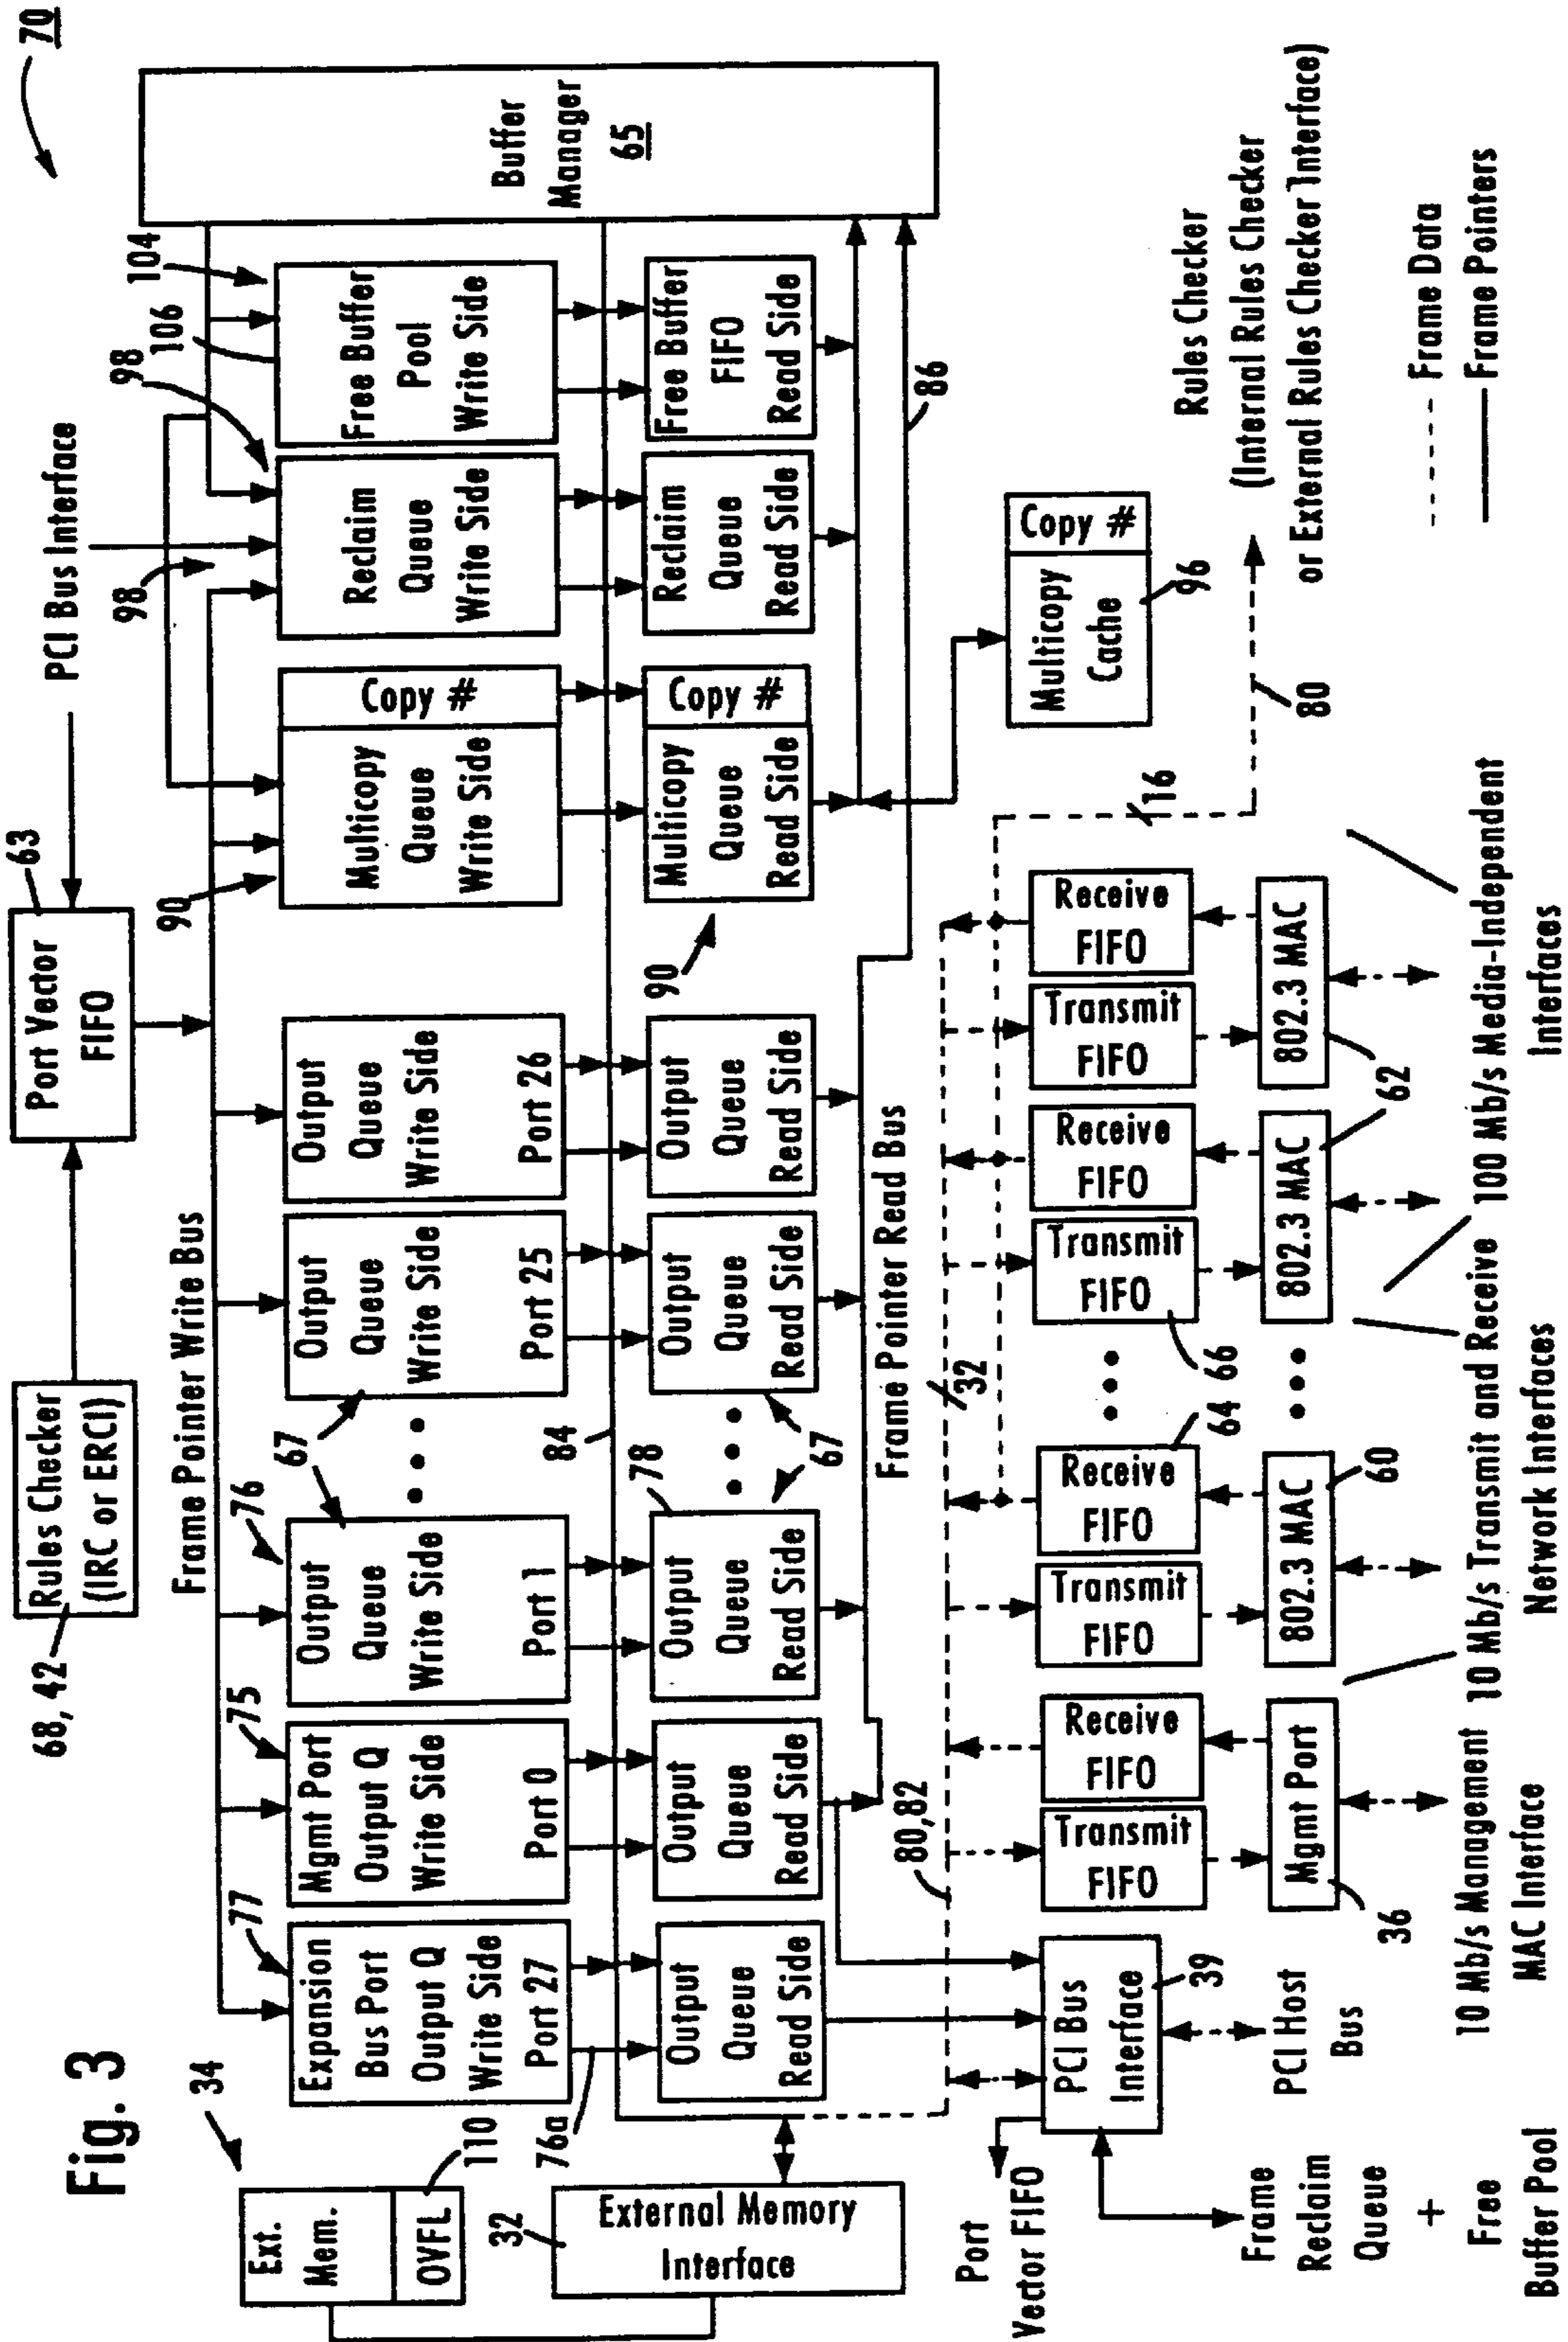 Fig. 3
70
68, 42
Rules Checker
(IRC or ERCI)
63
Port Vector
FIFO
PCI Bus Interface
34
Ext.
Mem.
OVFL
110
Frame Pointer Write Bus
77
75
76
67
90
98
98
106
104
Expansion
Bus Port
Output Q
Write Side
Port 27
Mgmt Port
Output Q
Write Side
Port 0
Output
Queue
Write Side
Port 1
Output
Queue
Write Side
Port 25
Output
Queue
Write Side
Port 26
Multicopy
Queue
Write Side
Copy #
Reclaim
Queue
Write Side
Free Buffer
Pool
Write Side
Buffer
Manager
65
76a
84
78
67
90
32
External Memory
Interface
Output
Queue
Read Side
Output
Queue
Read Side
Output
Queue
Read Side
Output
Queue
Read Side
Output
Queue
Read Side
Multicopy
Queue
Read Side
Copy #
Reclaim
Queue
Read Side
Free Buffer
FIFO
Read Side
Frame Pointer Read Bus
86
80,82
32
16
Multicopy
Cache
Copy #
96
Port
Vector FIFO
PCI Bus
Interface
39
Transmit
FIFO
Receive
FIFO
Transmit
FIFO
Receive
FIFO
64
Transmit
FIFO
66
Receive
FIFO
Transmit
FIFO
Receive
FIFO
80
Rules Checker
(Internal Rules Checker
or External Rules Checker Interface)
Mgmt Port
36
802.3 MAC
60
802.3 MAC
62
802.3 MAC
Frame
Reclaim
Queue
+
Free
Buffer Pool
PCI Host
Bus
10 Mb/s Management
MAC Interface
10 Mb/s Transmit and Receive
Network Interfaces
100 Mb/s Media-Independent
Interfaces
Frame Data
Frame Pointers